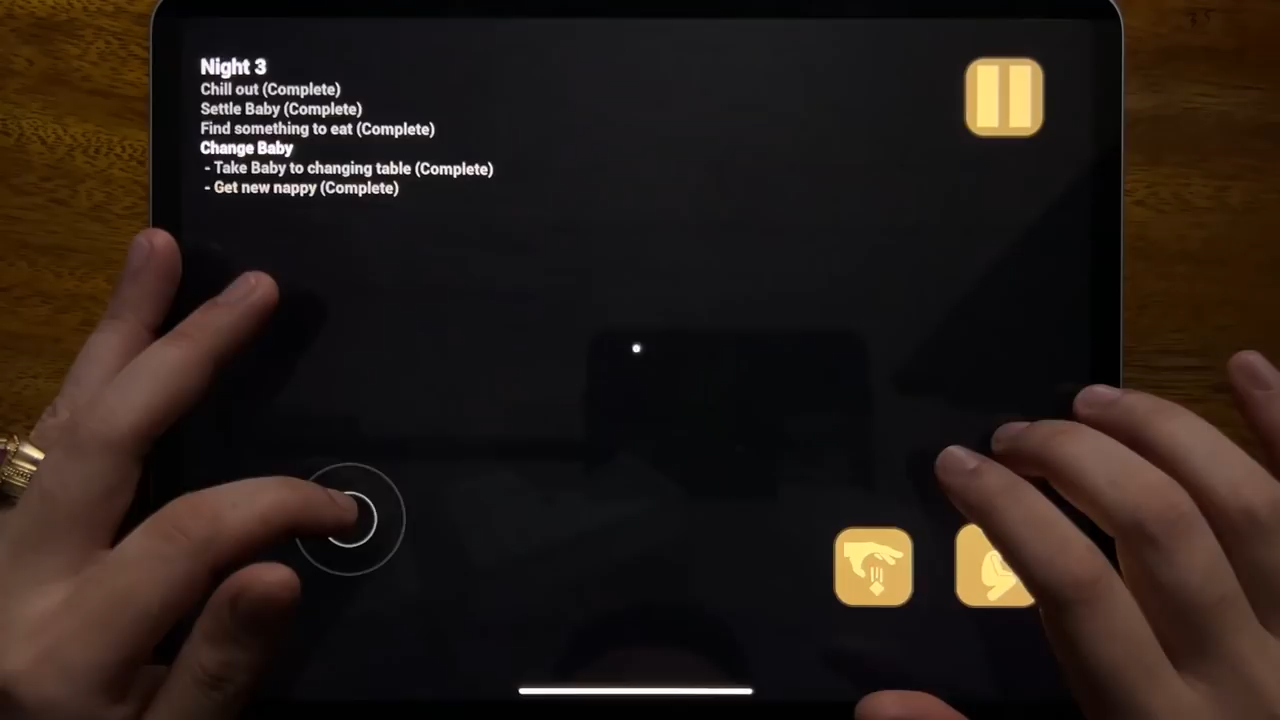 Night 3
Chill out (Complete)
Settle Baby (Complete)
Find something to eat (Complete)
Change Baby
- Take Baby to changing table (Complete)
- Get new nappy (Complete)